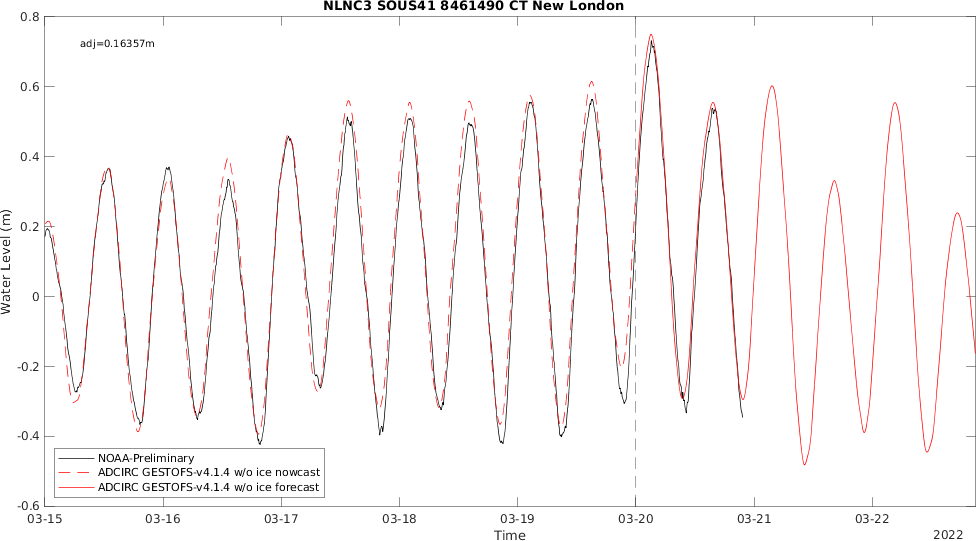 NLNC3 SOUS41 8461490 CT New London
adj=0.16357m
0.8
0.6
0.4
0.2
0
-0.2
-0.4
-0.6
Water Level (m)
NOAA-Preliminary
ADCIRC GESTOFS-v4.1.4 w/o ice nowcast
ADCIRC GESTOFS-v4.1.4 w/o ice forecast
03-15 03-16 03-17 03-18 03-19 03-20 03-21 03-22
Time
2022